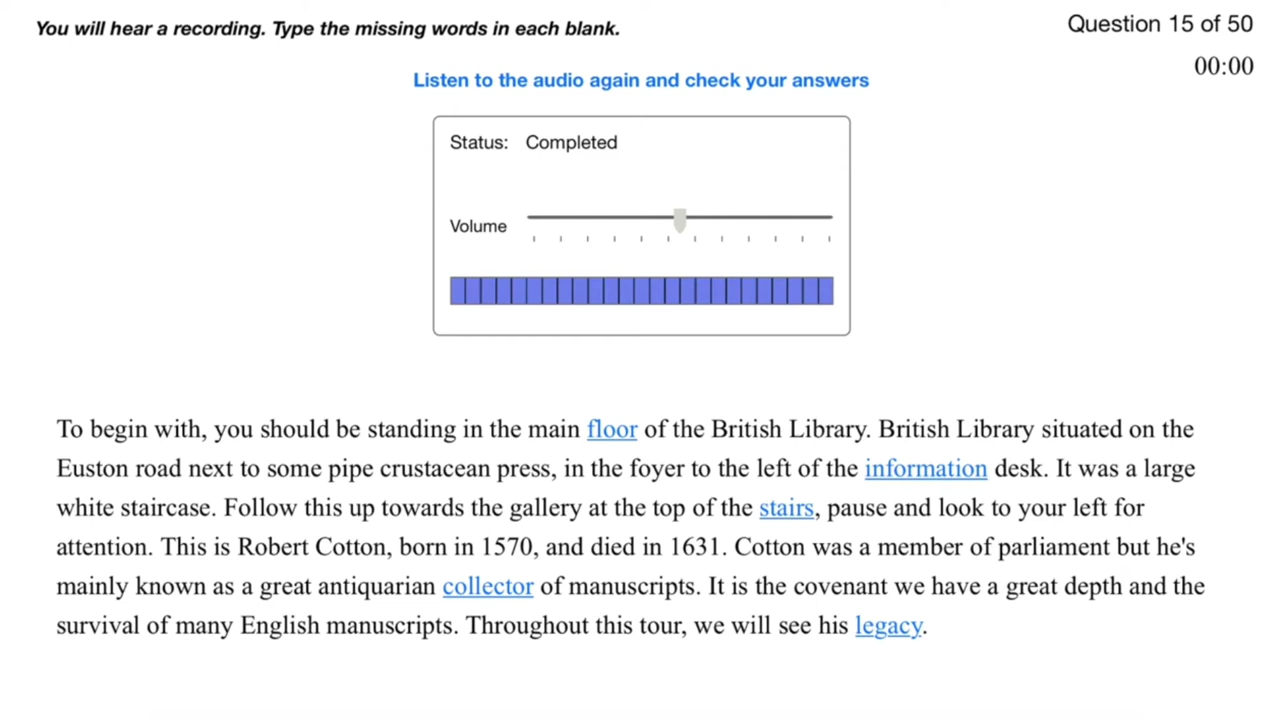 You will hear a recording. Type the missing words in each blank.
Question 15 of 50
00:00
Listen to the audio again and check your answers
Status: Completed
Volume
To begin with, you should be standing in the main floor of the British Library. British Library situated on the
Euston road next to some pipe crustacean press, in the foyer to the left of the information desk. It was a large
white staircase. Follow this up towards the gallery at the top of the stairs, pause and look to your left for
attention. This is Robert Cotton, born in 1570, and died in 1631. Cotton was a member of parliament but he's
mainly known as a great antiquarian collector of manuscripts. It is the covenant we have a great depth and the
survival of many English manuscripts. Throughout this tour, we will see his legacy.